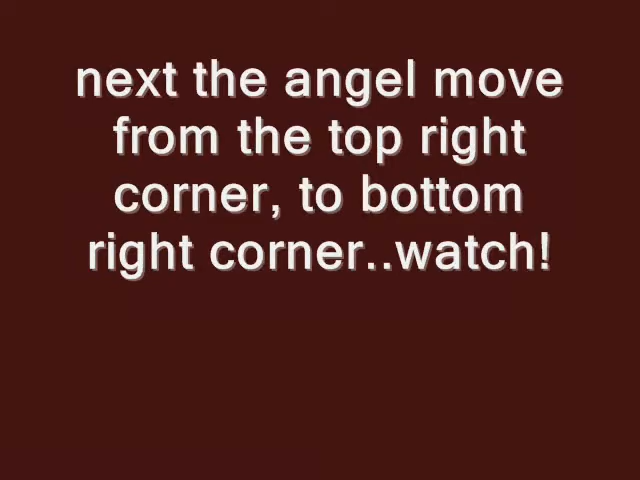 next the angel move
from the top right
corner, to bottom
right corner..watch!